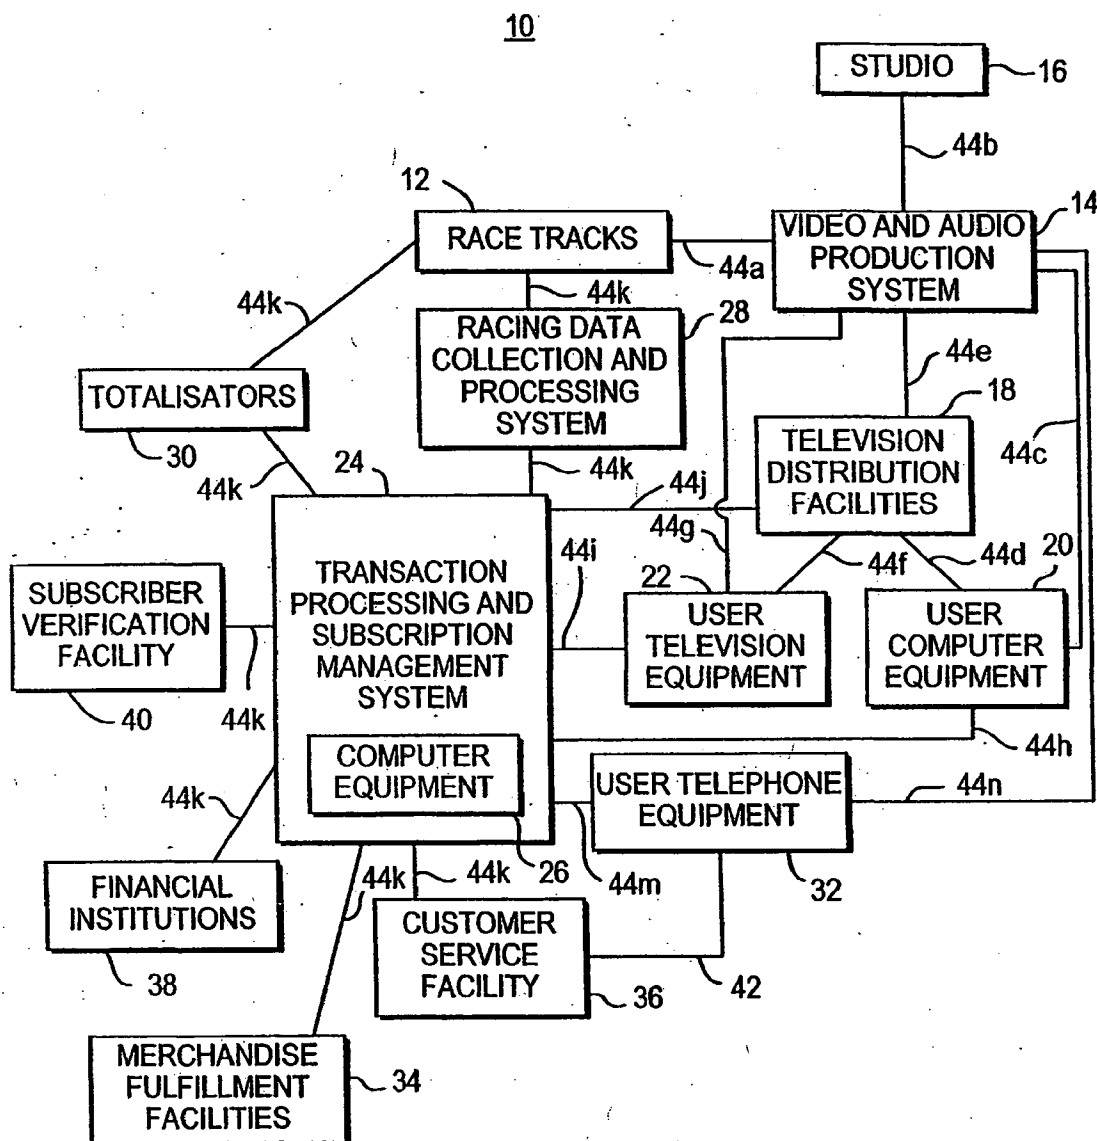 10
STUDIO
16
44b
12
RACE TRACKS
44a
VIDEO AND AUDIO
PRODUCTION
SYSTEM
14
44k
44k
RACING DATA
COLLECTION AND
PROCESSING
SYSTEM
28
44e
TOTALISATORS
30
18
TELEVISION
DISTRIBUTION
FACILITIES
44c
44k
24
44k
44j
44g
44i
44f
44d
20
SUBSCRIBER
VERIFICATION
FACILITY
40
44k
TRANSACTION
PROCESSING AND
SUBSCRIPTION
MANAGEMENT
SYSTEM
22
USER
TELEVISION
EQUIPMENT
USER
COMPUTER
EQUIPMENT
44h
COMPUTER
EQUIPMENT
26
USER TELEPHONE
EQUIPMENT
44n
44m
32
44k
FINANCIAL
INSTITUTIONS
38
44k
44k
CUSTOMER
SERVICE
FACILITY
36
42
MERCHANDISE
FULFILLMENT
FACILITIES
34